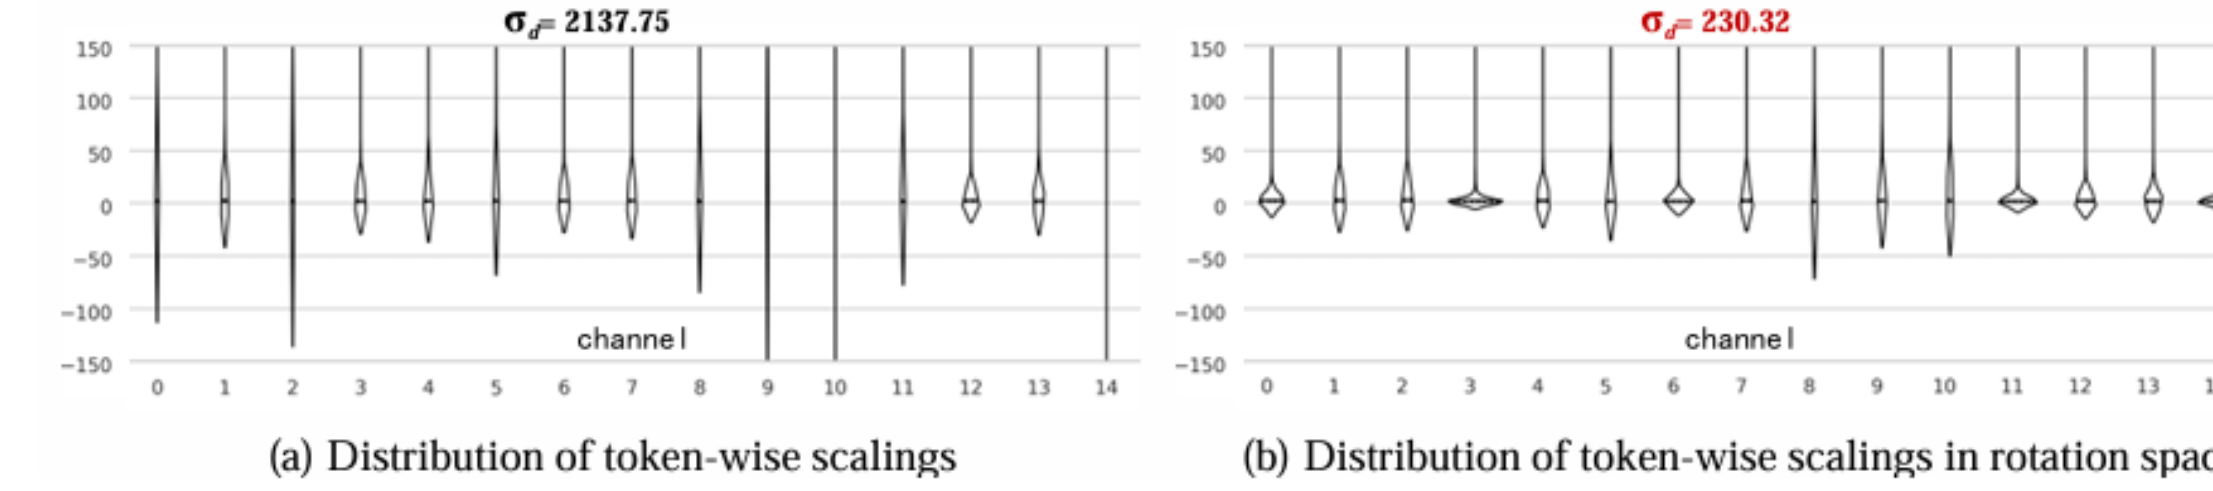 σd= 2137.75
150
100
50
0
−50
−100
−150
channel
0 1 2 3 4 5 6 7 8 9 10 11 12 13 14
(a) Distribution of token-wise scalings
σd= 230.32
150
100
50
0
−50
−100
−150
channel
0 1 2 3 4 5 6 7 8 9 10 11 12 13
(b) Distribution of token-wise scalings in rotation